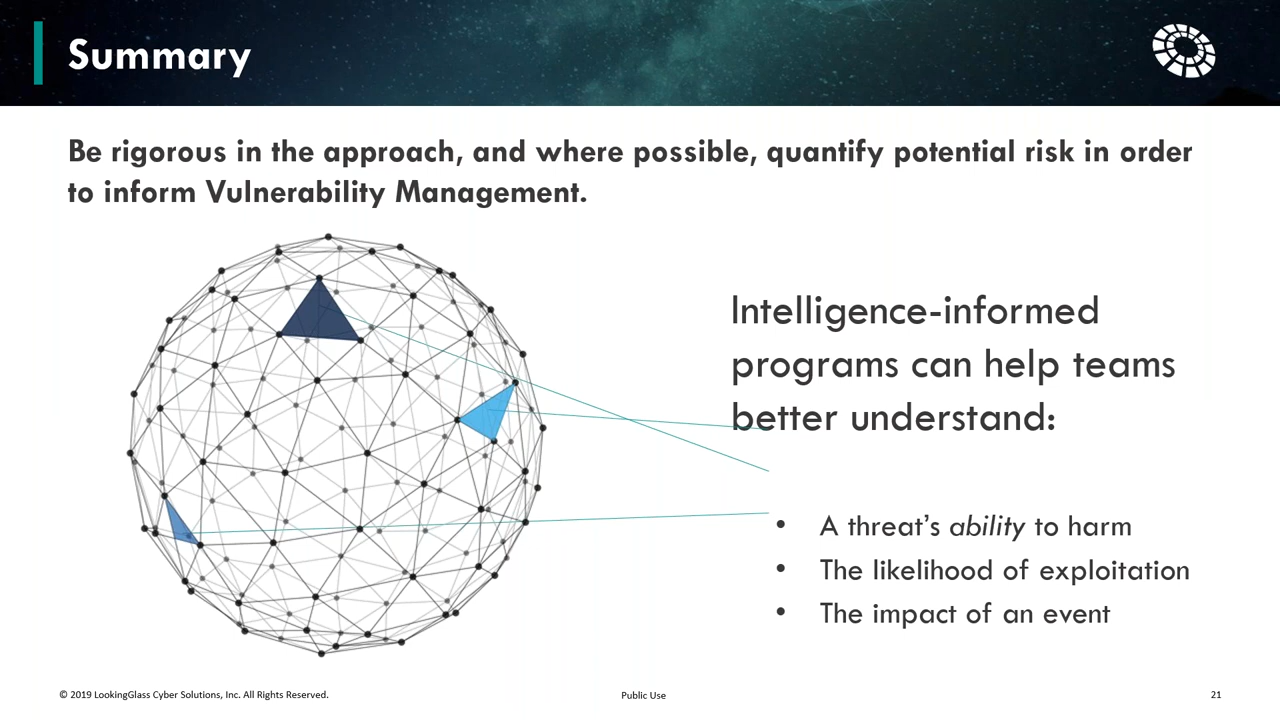 Summary
Be rigorous in the approach, and where possible, quantify potential risk in order
to inform Vulnerability Management.
Intelligence-informed
programs can help teams
better understand:
• A threat’s ability to harm
• The likelihood of exploitation
• The impact of an event
© 2019 LookingGlass Cyber Solutions, Inc. All Rights Reserved.
Public Use
21